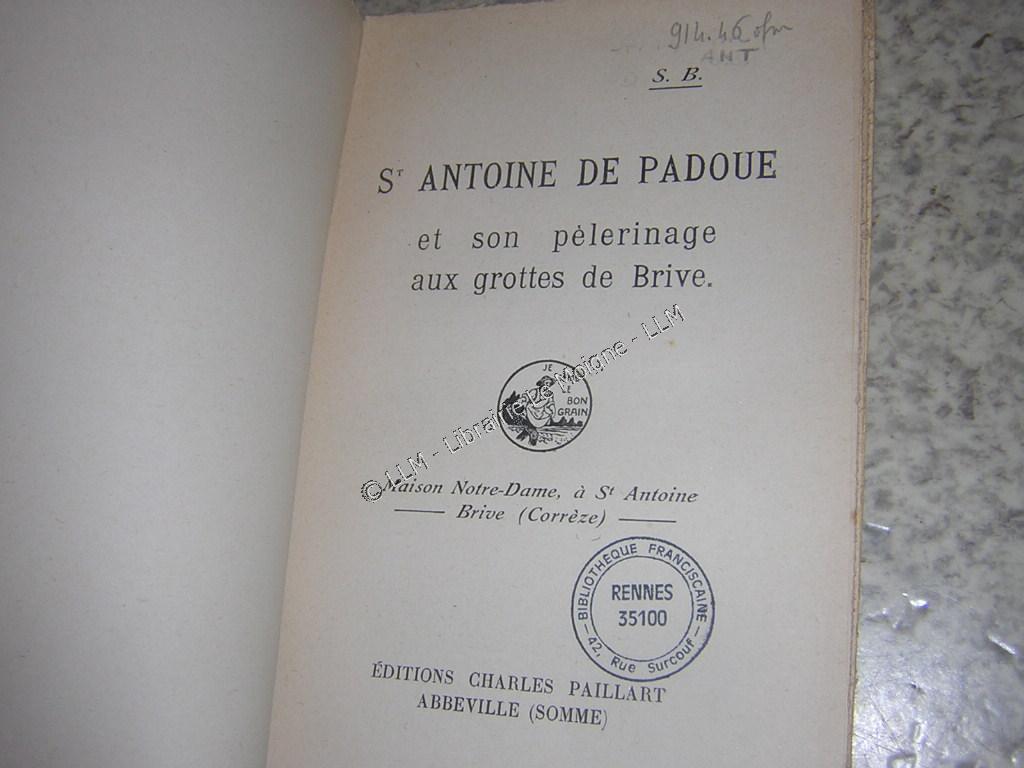 914.46 ofm
ANT
S. B.
Sᵗ ANTOINE DE PADOUE
et son pèlerinage
aux grottes de Brive.
JE
LE
BON
GRAIN
© LLM - Librairie Le Moigne - LLM
Maison Notre-Dame, à Sᵗ Antoine
Brive (Corrèze)
BIBLIOTHÈQUE FRANCISCAINE
RENNES
35100
42, Rue Surcouf
ÉDITIONS CHARLES PAILLART
ABBEVILLE (SOMME)